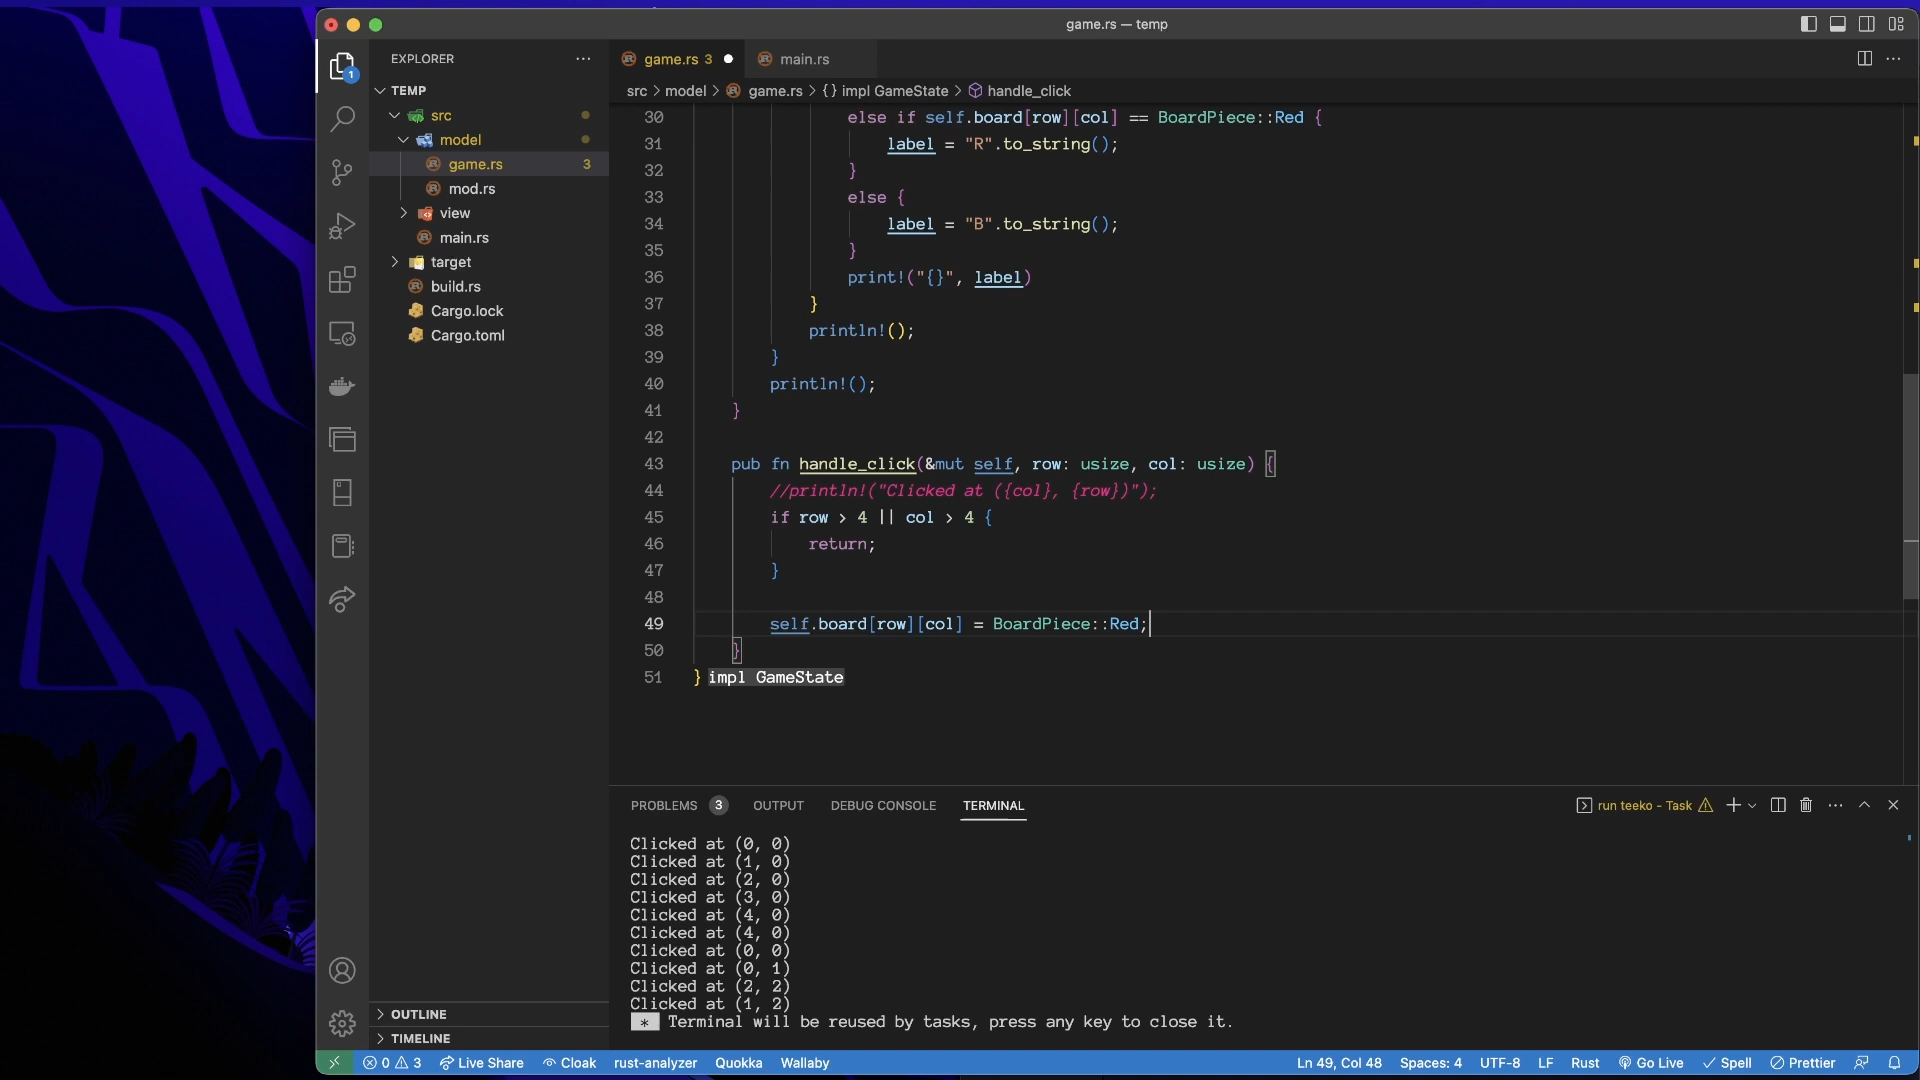 game.rs — temp
EXPLORER
TEMP
src
model
game.rs 3
mod.rs
view
main.rs
target
build.rs
Cargo.lock
Cargo.toml
OUTLINE
TIMELINE
1
game.rs 3
main.rs
src > model > game.rs > {} impl GameState > handle_click
30 else if self.board[row][col] == BoardPiece::Red {
31 label = "R".to_string();
32 }
33 else {
34 label = "B".to_string();
35 }
36 print!("{}", label)
37 }
38 println!();
39 }
40 println!();
41 }
42
43 pub fn handle_click(&mut self, row: usize, col: usize) {
44 //println!("Clicked at ({col}, {row})");
45 if row > 4 || col > 4 {
46 return;
47 }
48
49 self.board[row][col] = BoardPiece::Red;
50 }
51 } impl GameState
PROBLEMS 3 OUTPUT DEBUG CONSOLE TERMINAL run teeko - Task
Clicked at (0, 0)
Clicked at (1, 0)
Clicked at (2, 0)
Clicked at (3, 0)
Clicked at (4, 0)
Clicked at (4, 0)
Clicked at (0, 0)
Clicked at (0, 1)
Clicked at (2, 2)
Clicked at (1, 2)
* Terminal will be reused by tasks, press any key to close it.
0 3 Live Share Cloak rust-analyzer Quokka Wallaby Ln 49, Col 48 Spaces: 4 UTF-8 LF Rust Go Live Spell Prettier